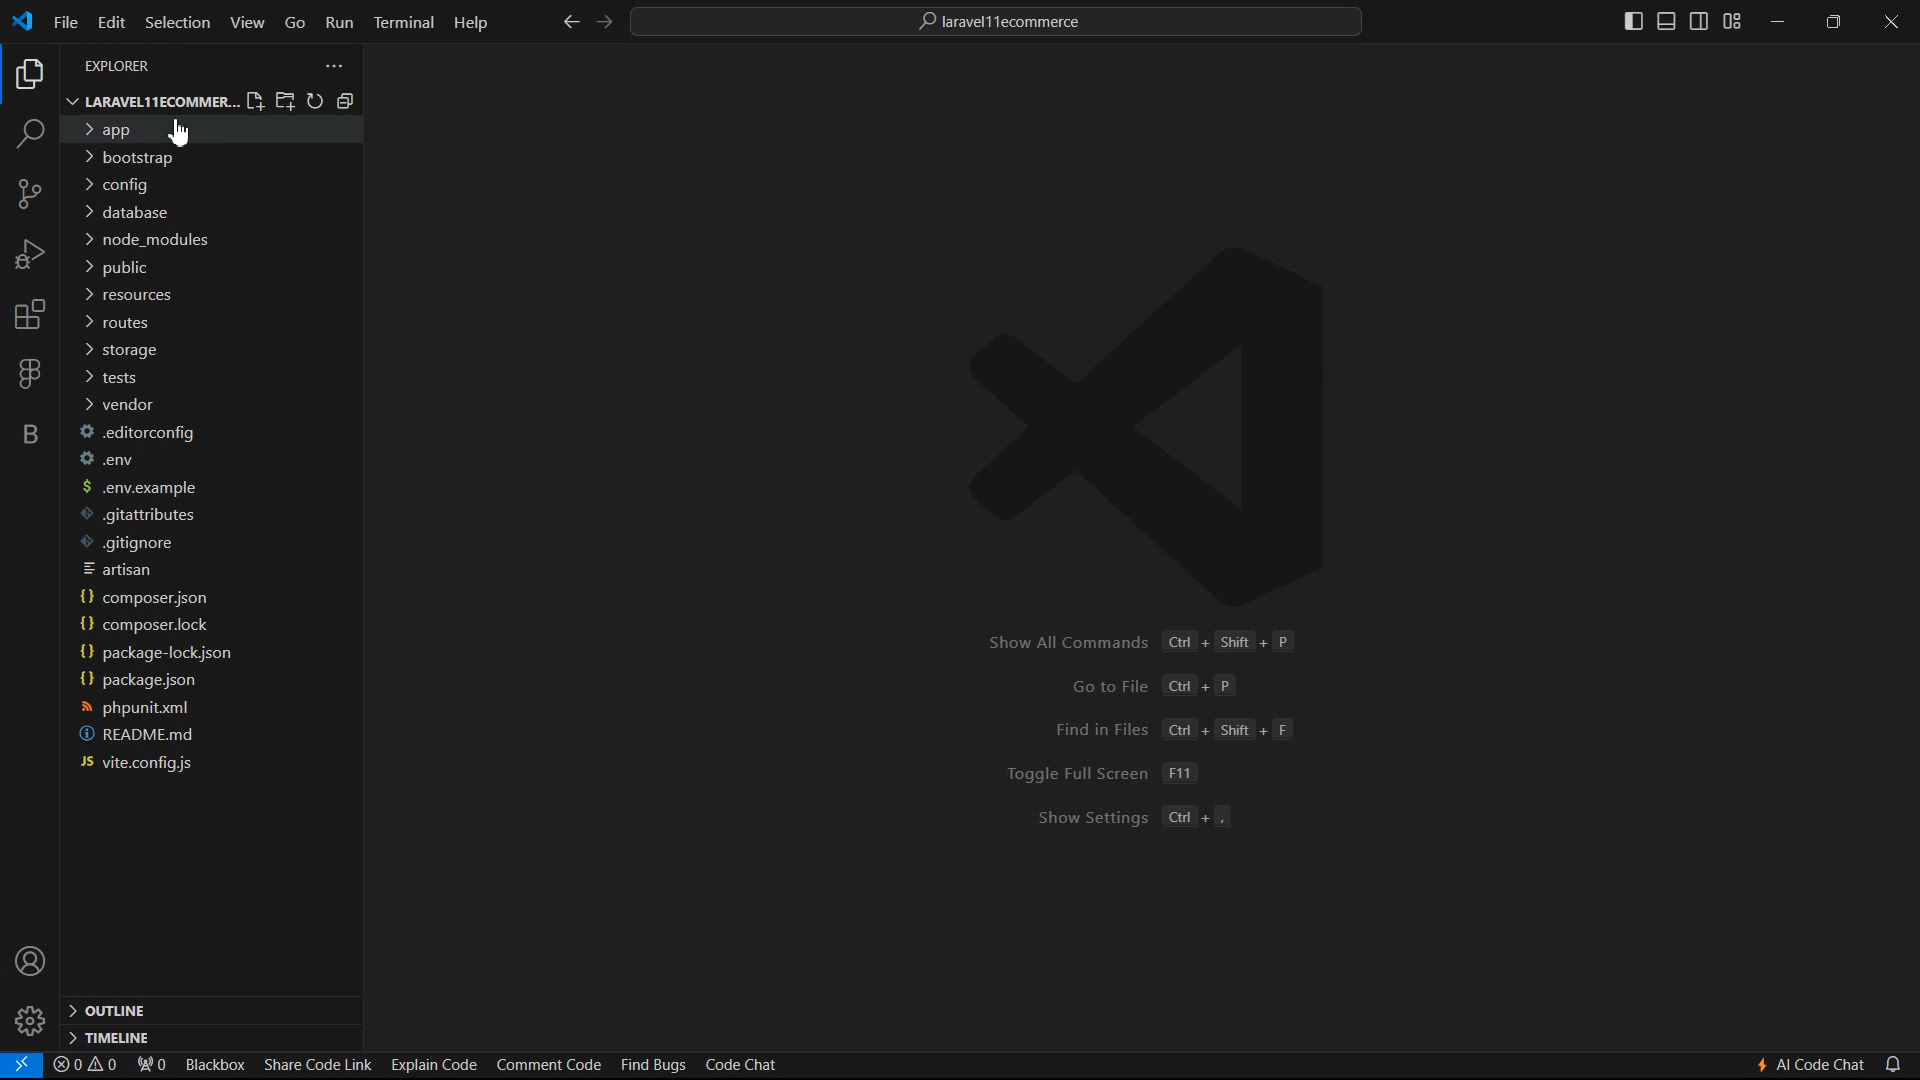 File Edit Selection View Go Run Terminal Help
laravel11ecommerce
EXPLORER
LARAVEL11ECOMMER...
app
bootstrap
config
database
node_modules
public
resources
routes
storage
tests
vendor
.editorconfig
.env
$ .env.example
.gitattributes
.gitignore
artisan
{} composer.json
{} composer.lock
{} package-lock.json
{} package.json
phpunit.xml
README.md
JS vite.config.js
B
Show All Commands Ctrl + Shift + P
Go to File Ctrl + P
Find in Files Ctrl + Shift + F
Toggle Full Screen F11
Show Settings Ctrl + ,
OUTLINE
TIMELINE
0 0 0 Blackbox Share Code Link Explain Code Comment Code Find Bugs Code Chat AI Code Chat